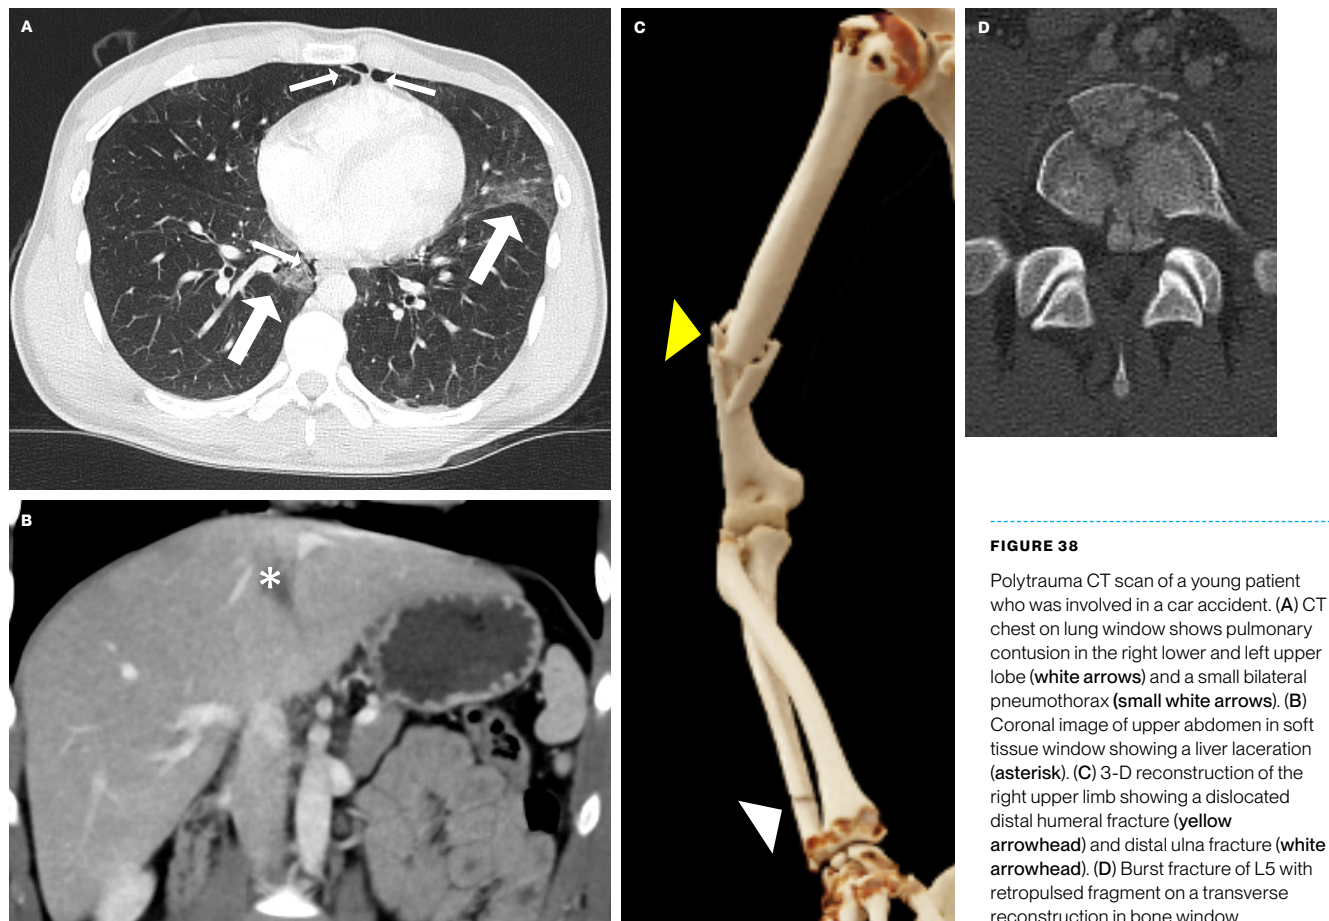 A
C
D
B
*
FIGURE 38
Polytrauma CT scan of a young patient
who was involved in a car accident. (A) CT
chest on lung window shows pulmonary
contusion in the right lower and left upper
lobe (white arrows) and a small bilateral
pneumothorax (small white arrows). (B)
Coronal image of upper abdomen in soft
tissue window showing a liver laceration
(asterisk). (C) 3-D reconstruction of the
right upper limb showing a dislocated
distal humeral fracture (yellow
arrowhead) and distal ulna fracture (white
arrowhead). (D) Burst fracture of L5 with
retropulsed fragment on a transverse
reconstruction in bone window